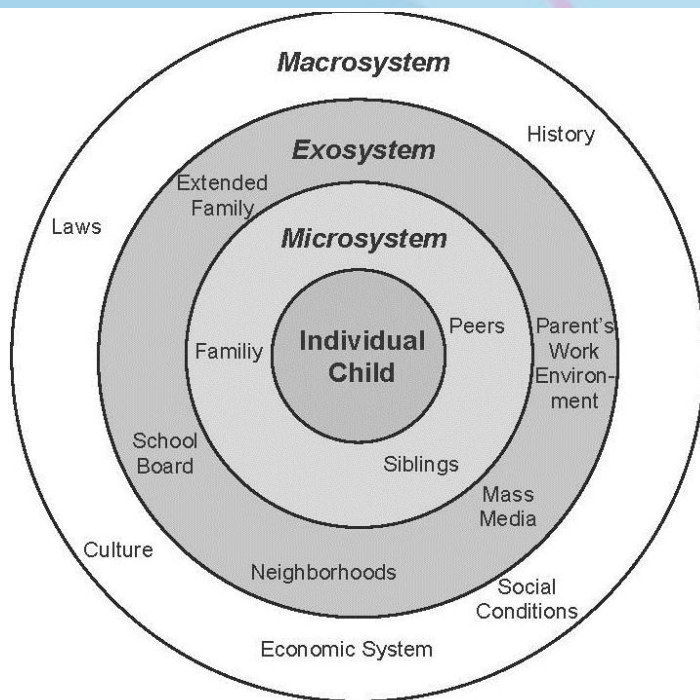 Macrosystem
History
Exosystem
Extended
Family
Laws
Microsystem
Peers
Parent's
Work
Environ-
ment
Individual
Child
Familiy
School
Board
Siblings
Mass
Media
Culture
Neighborhoods
Social
Conditions
Economic System